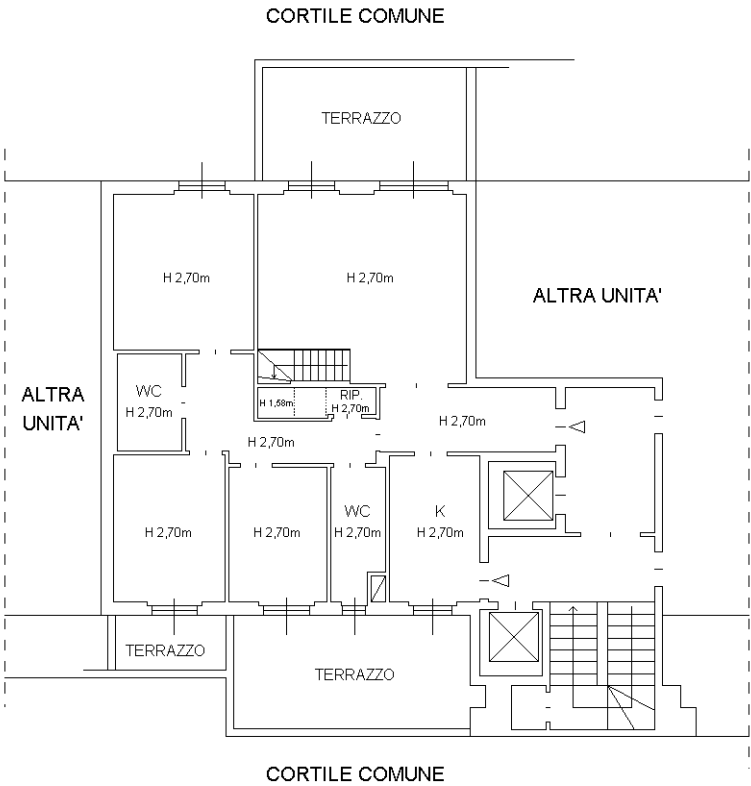 CORTILE COMUNE
TERRAZZO
H 2,70m
H 2,70m
ALTRA UNITA'
ALTRA
UNITA'
WC
H 2,70m
H 1,58m
RIP.
H 2,70m
H 2,70m
H 2,70m
H 2,70m
H 2,70m
WC
H 2,70m
K
H 2,70m
TERRAZZO
TERRAZZO
CORTILE COMUNE